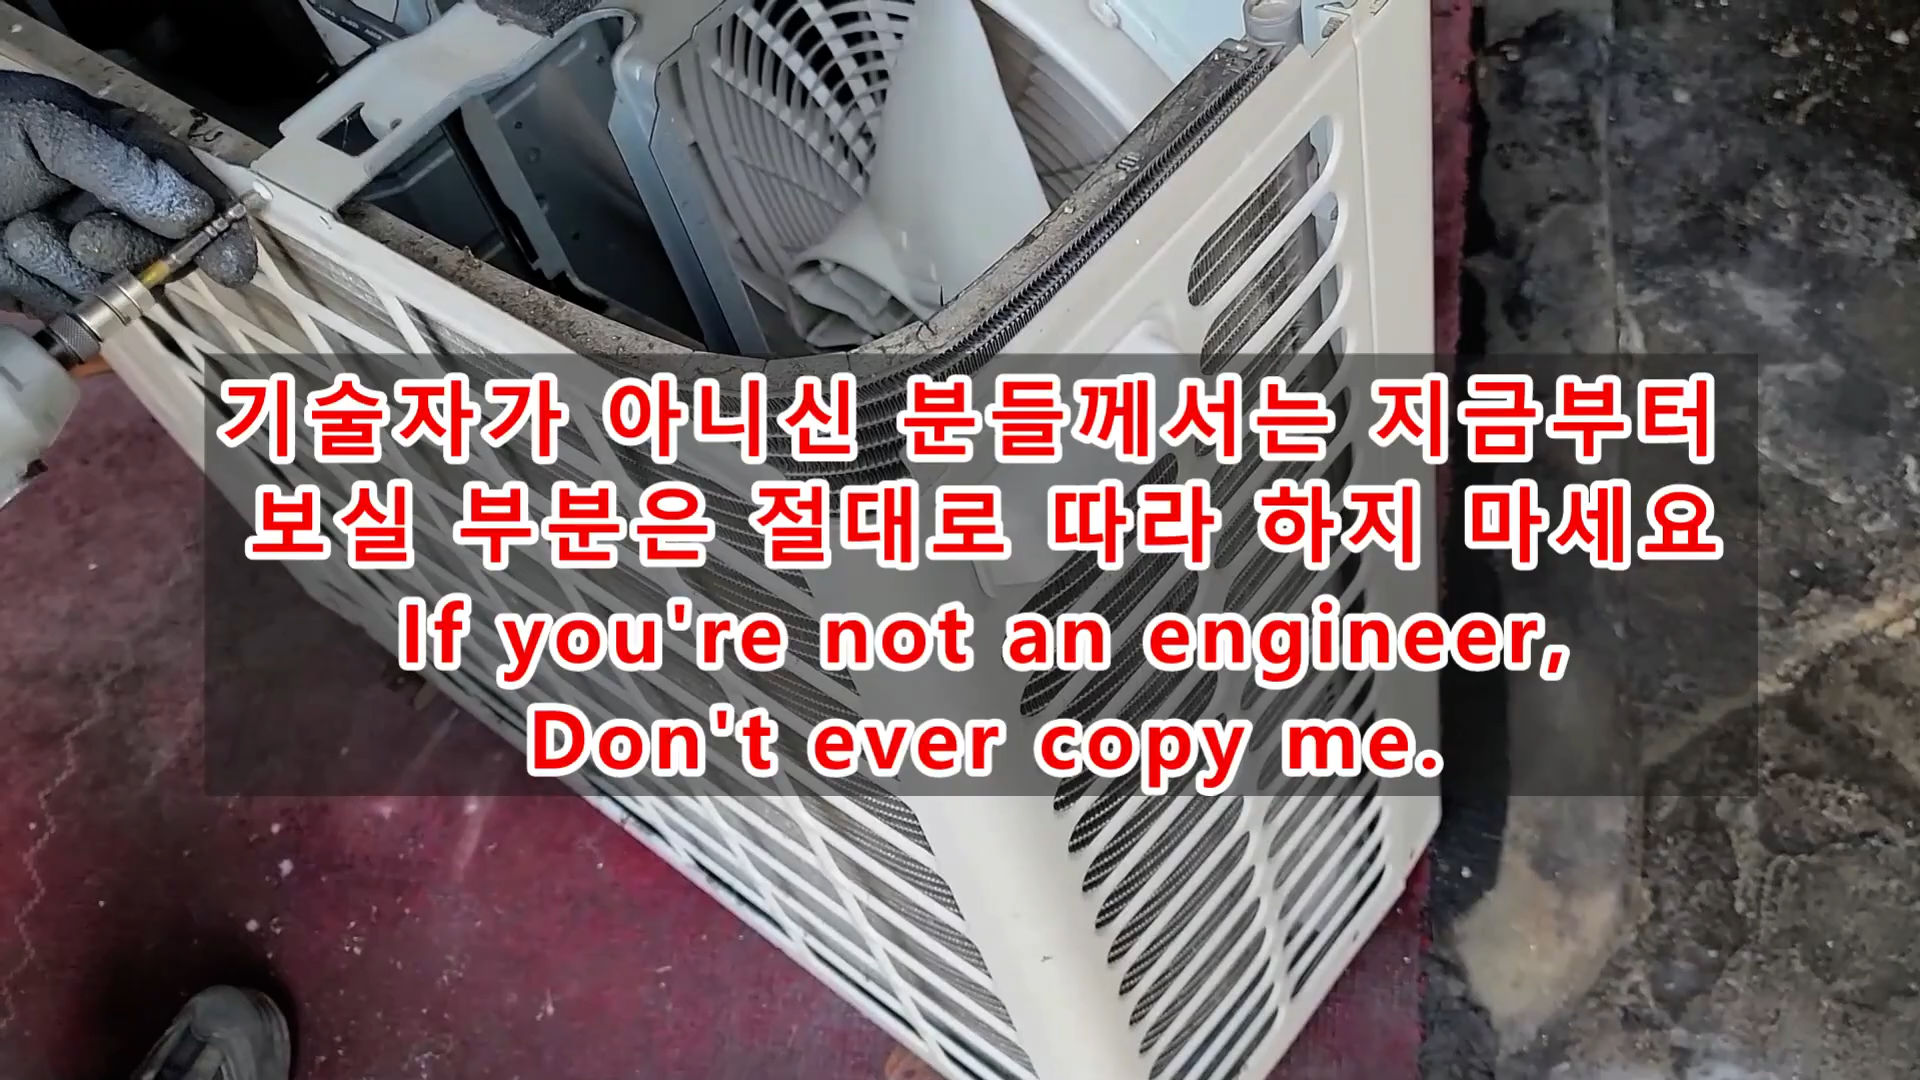 기술자가 아니신 분들께서는 지금부터
보실 부분은 절대로 따라 하지 마세요
If you're not an engineer,
Don't ever copy me.